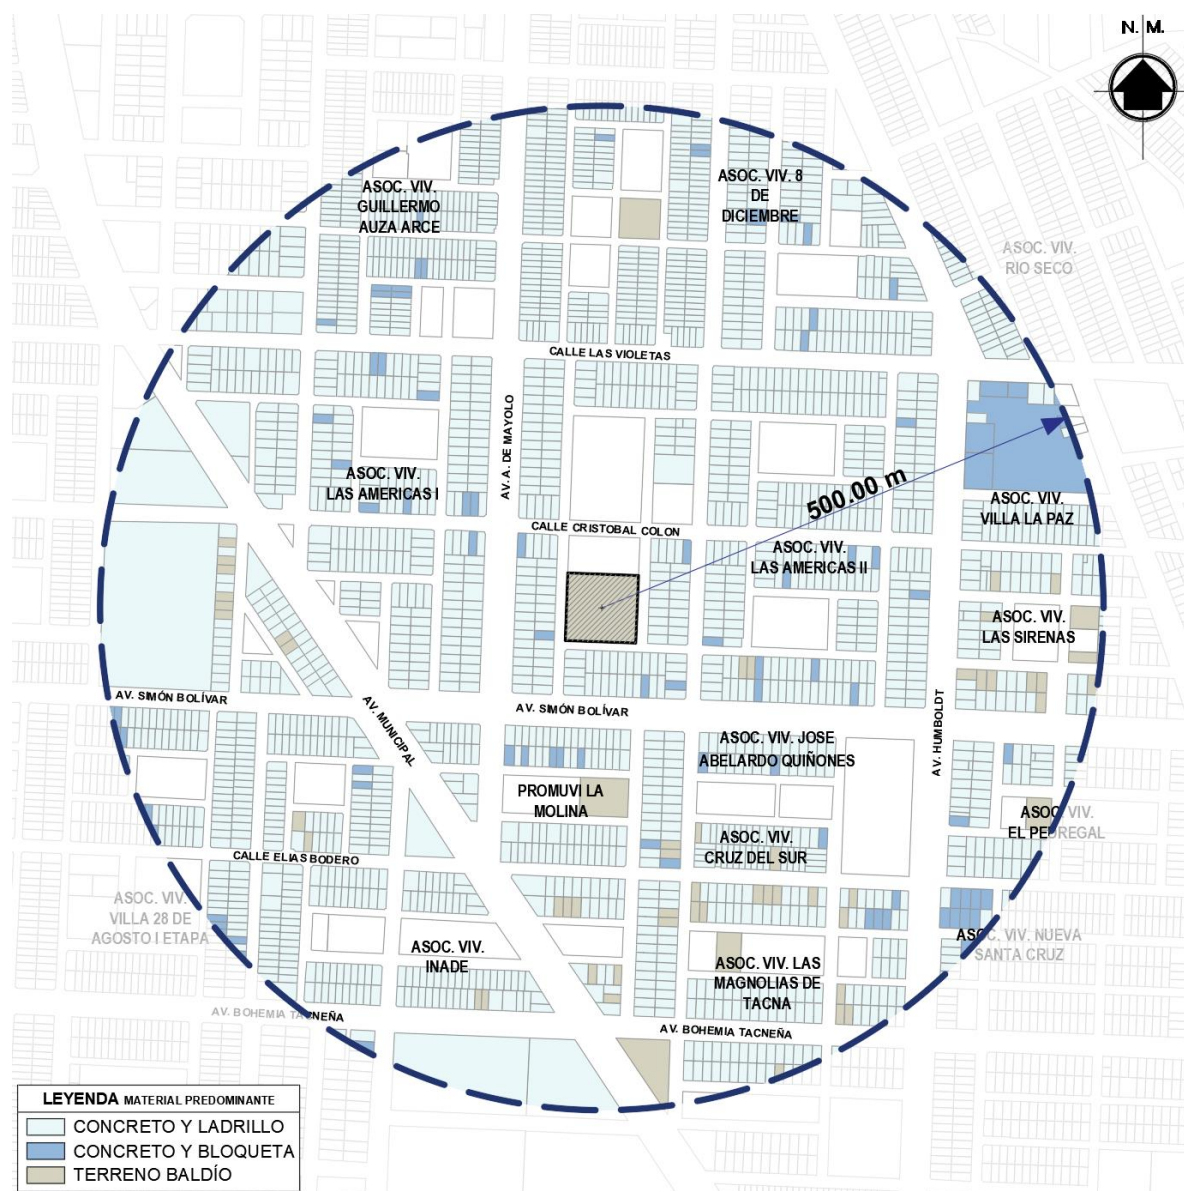 N. M.
ASOC. VIV.
GUILLERMO
AUZA ARCE
ASOC. VIV. 8
DE
DICIEMBRE
ASOC. VIV.
RIO SECO
CALLE LAS VIOLETAS
AV. A. DE MAYOLO
ASOC. VIV.
LAS AMERICAS I
500.00 m
ASOC. VIV.
VILLA LA PAZ
CALLE CRISTOBAL COLON
ASOC. VIV.
LAS AMERICAS II
ASOC. VIV.
LAS SIRENAS
AV. SIMÓN BOLÍVAR
AV. MUNICIPAL
AV. SIMÓN BOLÍVAR
AV. HUMBOLDT
ASOC. VIV. JOSE
ABELARDO QUIÑONES
PROMUVI LA
MOLINA
ASOC. VIV.
EL PEDREGAL
ASOC. VIV.
CRUZ DEL SUR
CALLE ELIAS BODERO
ASOC. VIV.
VILLA 28 DE
AGOSTO I ETAPA
ASOC. VIV.
INADE
ASOC. VIV. NUEVA
SANTA CRUZ
ASOC. VIV. LAS
MAGNOLIAS DE
TACNA
AV. BOHEMIA TACNEÑA
AV. BOHEMIA TACNEÑA
LEYENDA MATERIAL PREDOMINANTE
CONCRETO Y LADRILLO
CONCRETO Y BLOQUETA
TERRENO BALDÍO